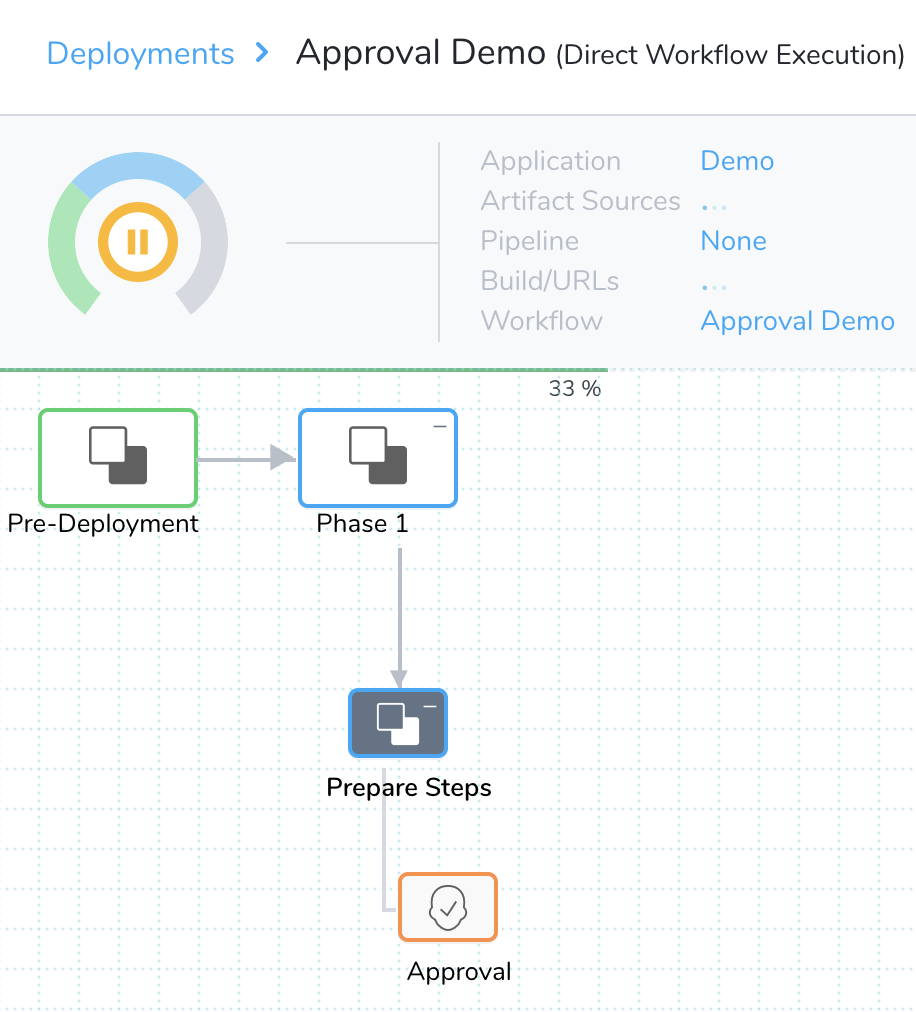 Deployments > Approval Demo (Direct Workflow Execution)
Application Demo
Artifact Sources ...
Pipeline None
Build/URLs ...
Workflow Approval Demo
33 %
Pre-Deployment Phase 1
Prepare Steps
Approval